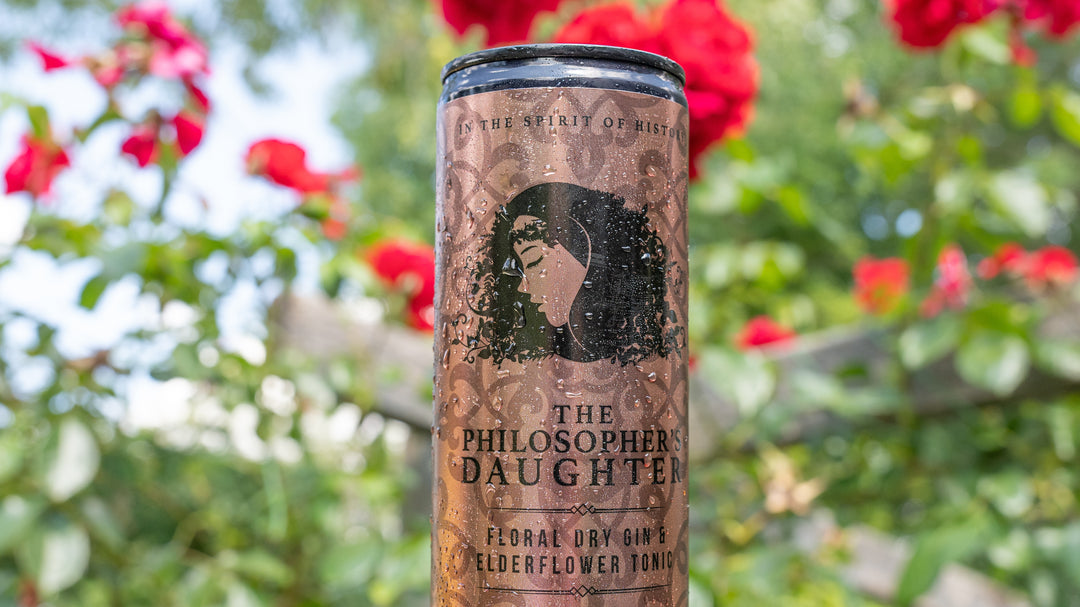 IN THE SPIRIT OF HISTORY
THE
PHILOSOPHER'S
DAUGHTER
FLORAL DRY GIN &
ELDERFLOWER TONIC